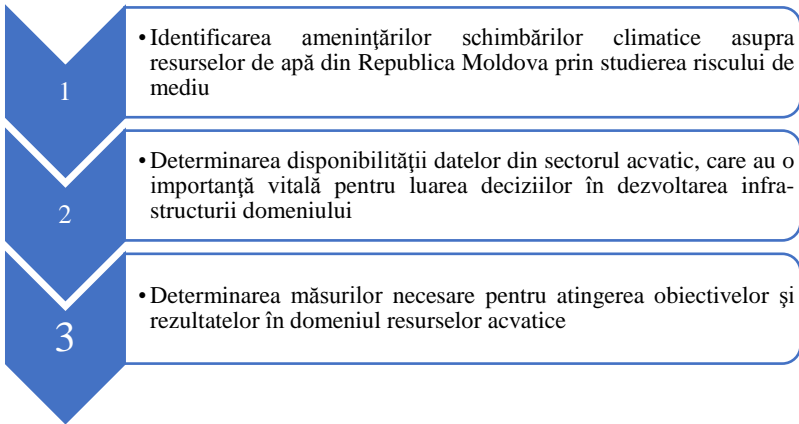 1
• Identificarea ameninţărilor schimbărilor climatice asupra
resurselor de apă din Republica Moldova prin studierea riscului de
mediu
2
• Determinarea disponibilităţii datelor din sectorul acvatic, care au o
importanţă vitală pentru luarea deciziilor în dezvoltarea infra-
structurii domeniului
3
• Determinarea măsurilor necesare pentru atingerea obiectivelor şi
rezultatelor în domeniul resurselor acvatice